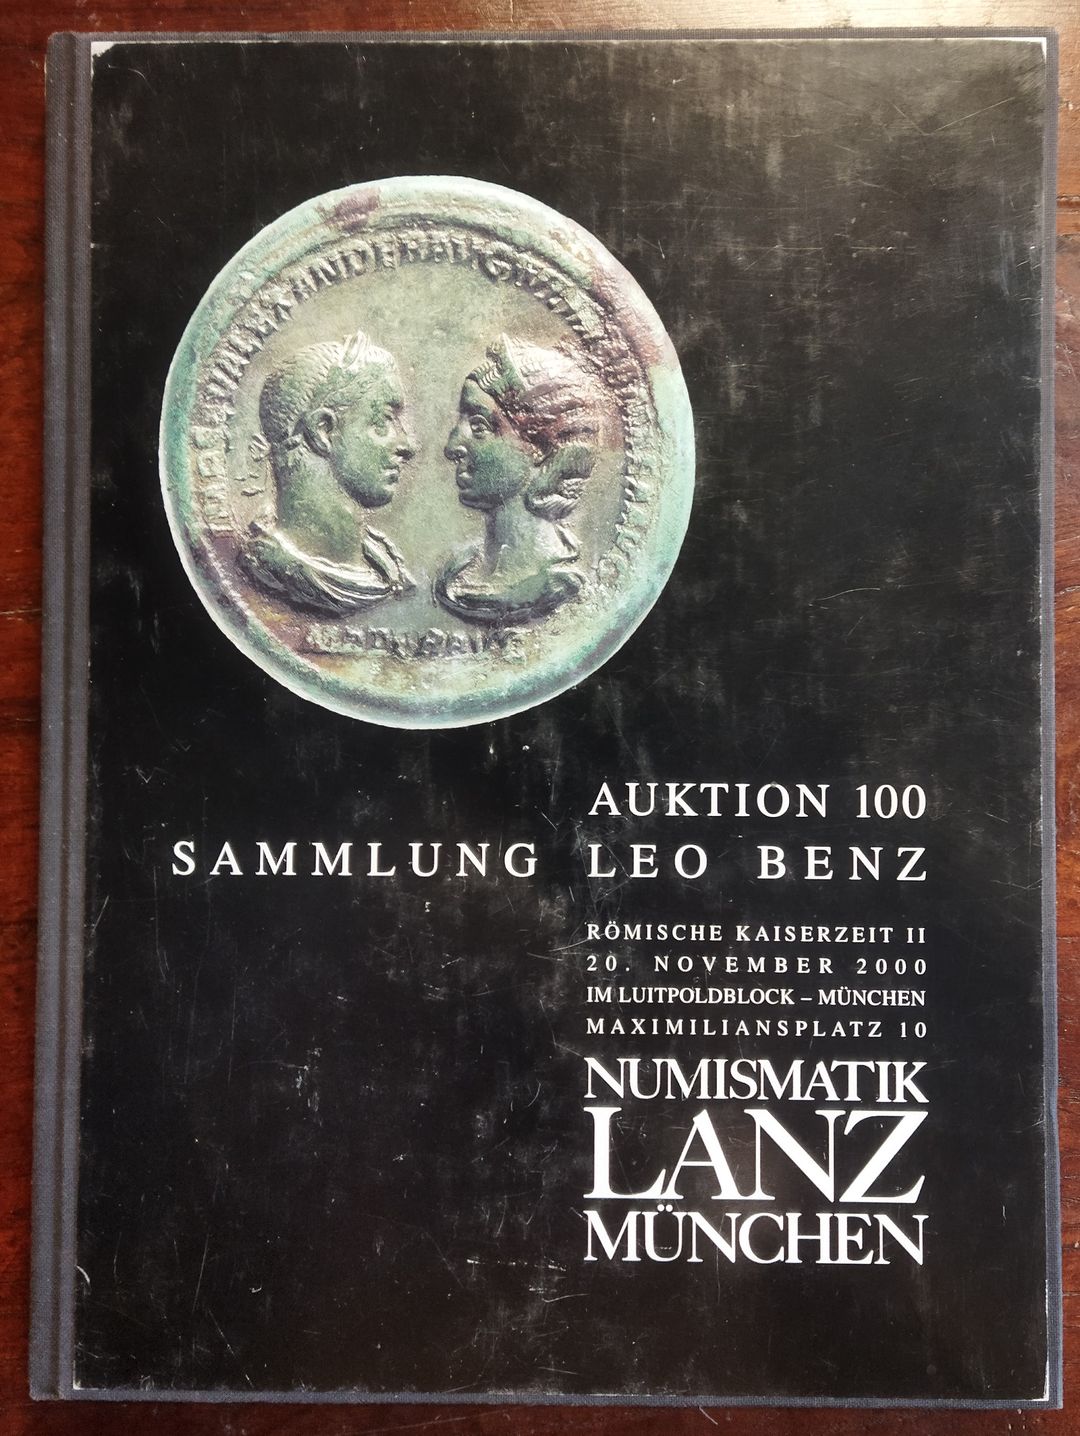 AUKTION 100
SAMMLUNG LEO BENZ
RÖMISCHE KAISERZEIT II
20. NOVEMBER 2000
IM LUITPOLDBLOCK – MÜNCHEN
MAXIMILIANSPLATZ 10
NUMISMATIK
LANZ
MÜNCHEN